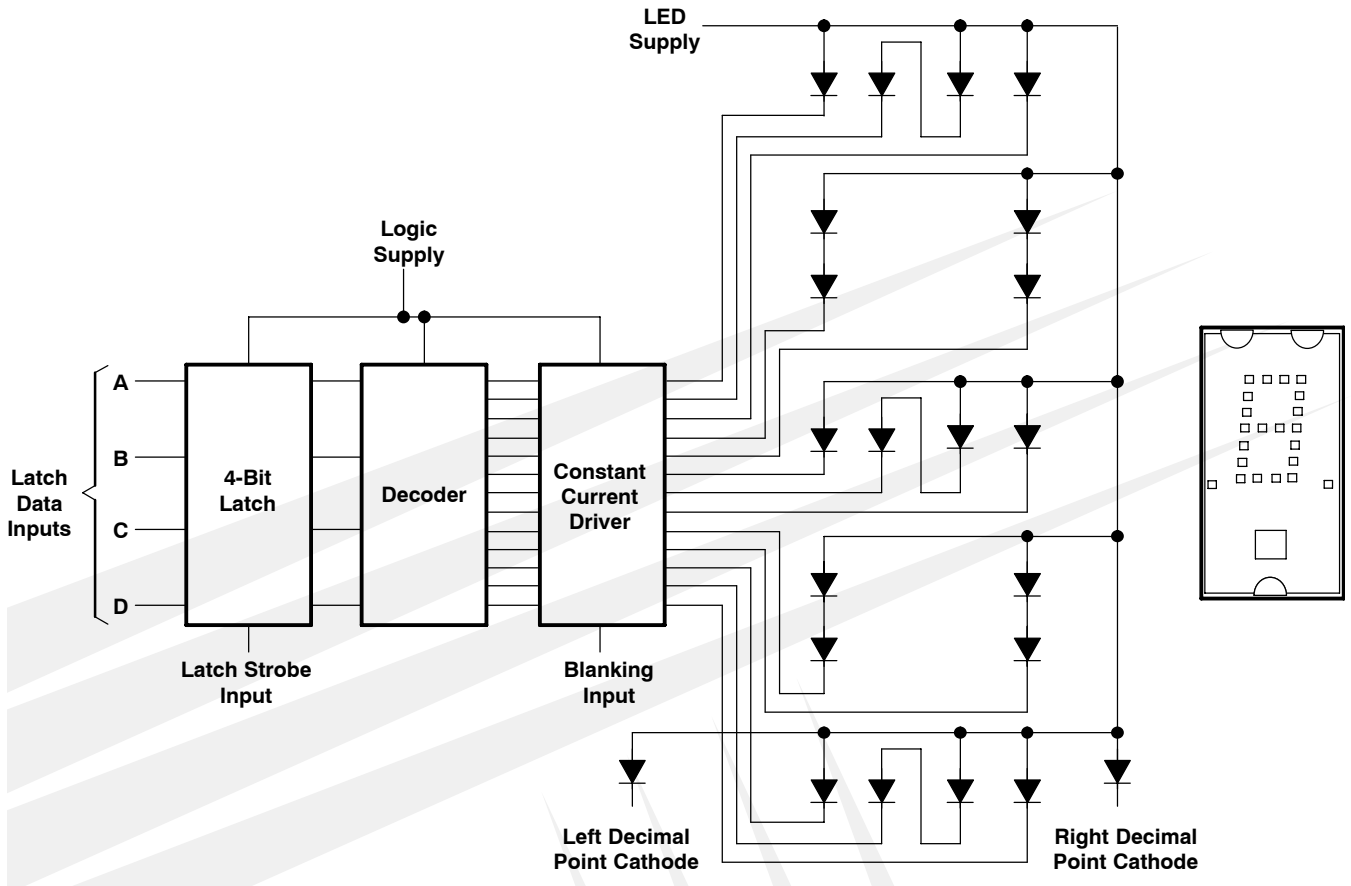 LED
Supply
Logic
Supply
A
B
C
D
Latch
Data
Inputs
4-Bit
Latch
Decoder
Constant
Current
Driver
Latch Strobe
Input
Blanking
Input
Left Decimal
Point Cathode
Right Decimal
Point Cathode